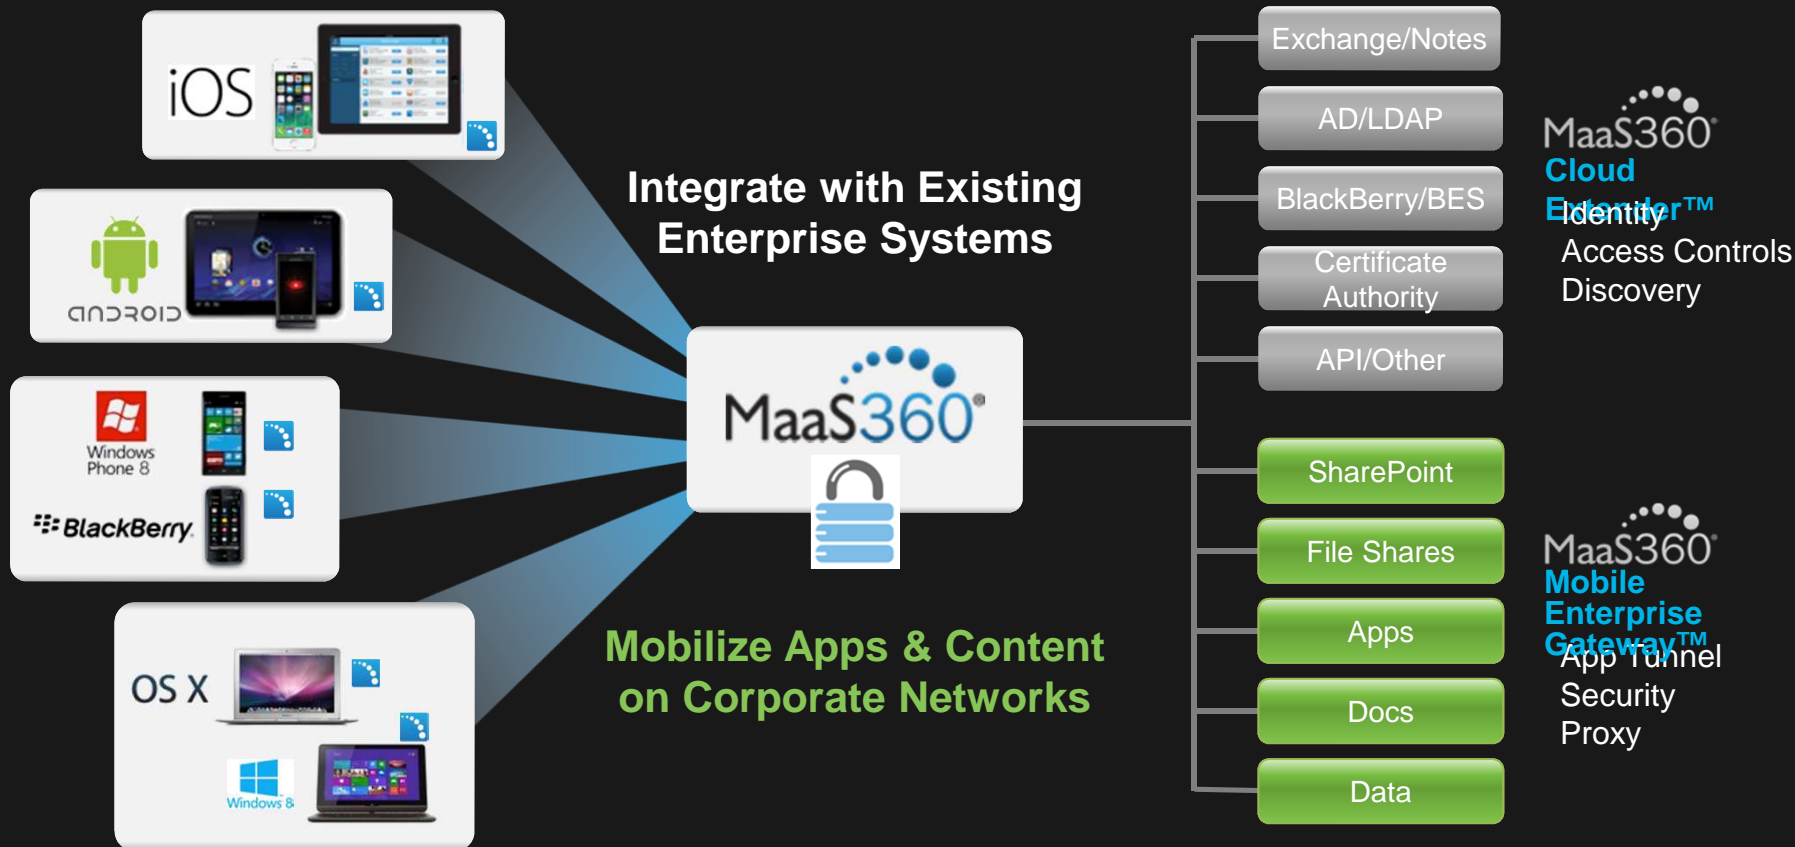 iOS
ANDROID
Windows
Phone 8
BlackBerry.
OS X
Windows 8
Integrate with Existing
Enterprise Systems
MaaS360®
Mobilize Apps & Content
on Corporate Networks
Exchange/Notes
AD/LDAP
BlackBerry/BES
Certificate
Authority
API/Other
SharePoint
File Shares
Apps
Docs
Data
MaaS360®
Cloud
Extender™
Identity
Access Controls
Discovery
MaaS360®
Mobile
Enterprise
Gateway™
App Tunnel
Security
Proxy